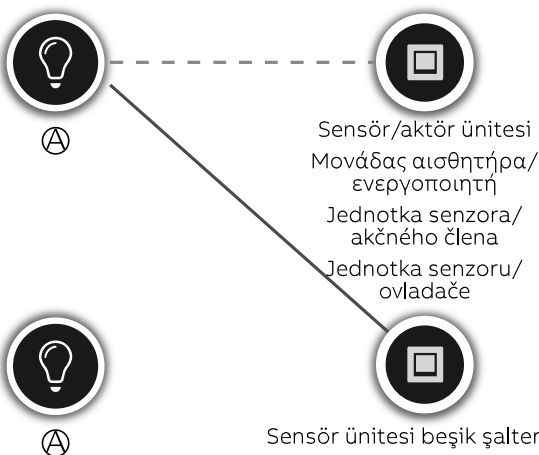 Ⓐ
Sensör/aktör ünitesi
Μονάδας αισθητήρα/
ενεργοποιητή
Jednotka senzora/
akčného člena
Jednotka senzoru/
ovladače
Ⓐ
Sensör ünitesi beşik şalter